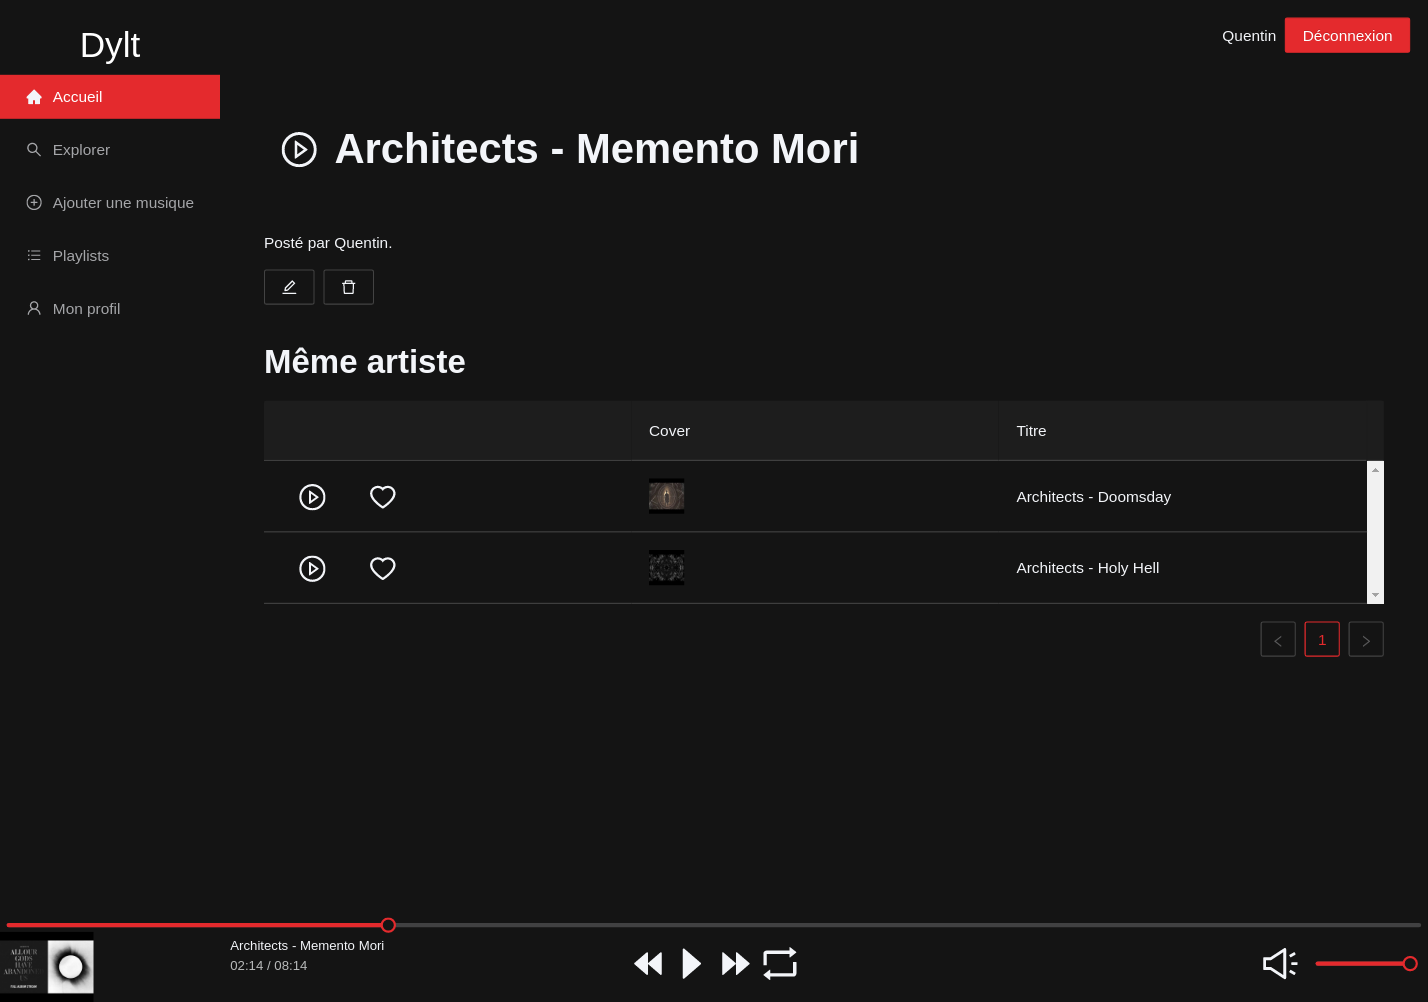 Dylt
Quentin
Déconnexion
Accueil
Explorer
Ajouter une musique
Playlists
Mon profil
Architects - Memento Mori
Posté par Quentin.
Même artiste
Cover
Titre
Architects - Doomsday
Architects - Holy Hell
1
Architects - Memento Mori
02:14 / 08:14
ALL OUR
GODS
HAVE